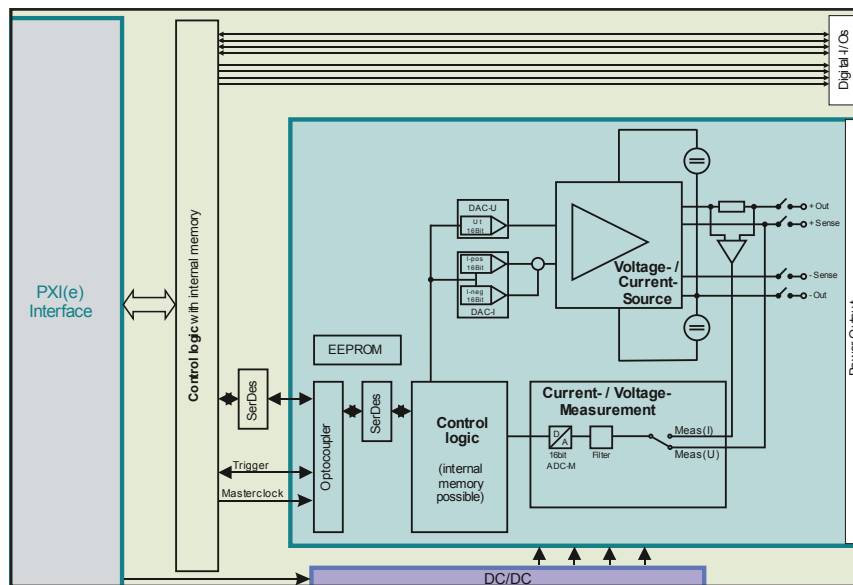 Digital-I/Os
PXI(e)
Interface
Control logic with internal memory
DAC-U
U t
16Bit
I-pos
16Bit
I-neg
16Bit
DAC-I
Voltage- /
Current-
Source
+ Out
+ Sense
- Sense
- Out
EEPROM
SerDes
Optocoupler
SerDes
Control
logic
(internal
memory
possible)
Current- / Voltage-
Measurement
D
A
16bit
ADC-M
Filter
Meas(I)
Meas(U)
Trigger
Masterclock
DC/DC